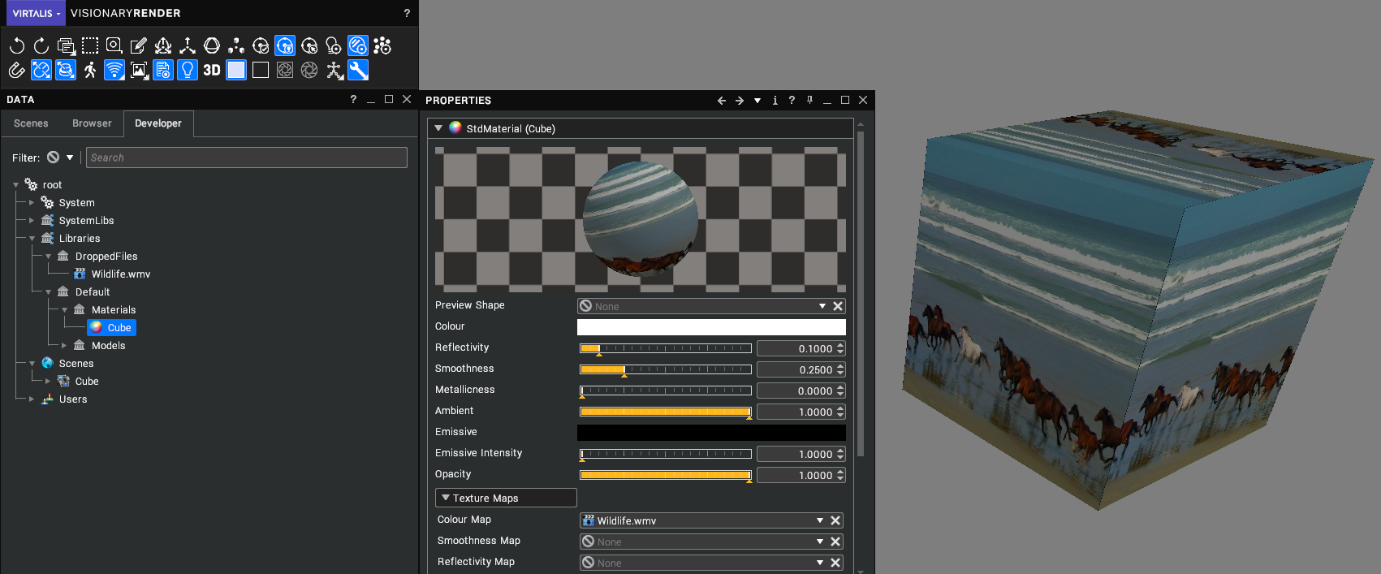 VIRTALIS VISIONARYRENDER ?
3D
DATA ?
Scenes Browser Developer
Filter: Search
root
System
SystemLibs
Libraries
DroppedFiles
Wildlife.wmv
Default
Materials
Cube
Models
Scenes
Cube
Users
PROPERTIES i ?
StdMaterial (Cube)
Preview Shape None
Colour
Reflectivity 0.1000
Smoothness 0.2500
Metallicness 0.0000
Ambient 1.0000
Emissive
Emissive Intensity 1.0000
Opacity 1.0000
Texture Maps
Colour Map Wildlife.wmv
Smoothness Map None
Reflectivity Map None